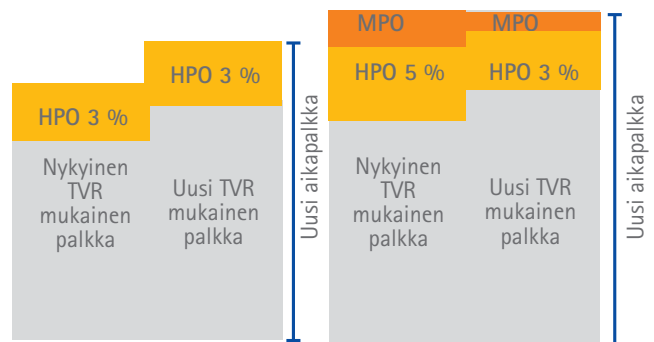 HPO 3 %
Nykyinen
TVR
mukainen
palkka
HPO 3 %
Uusi TVR
mukainen
palkka
Uusi aikapalkka
MPO
HPO 5 %
Nykyinen
TVR
mukainen
palkka
MPO
HPO 3 %
Uusi TVR
mukainen
palkka
Uusi aikapalkka